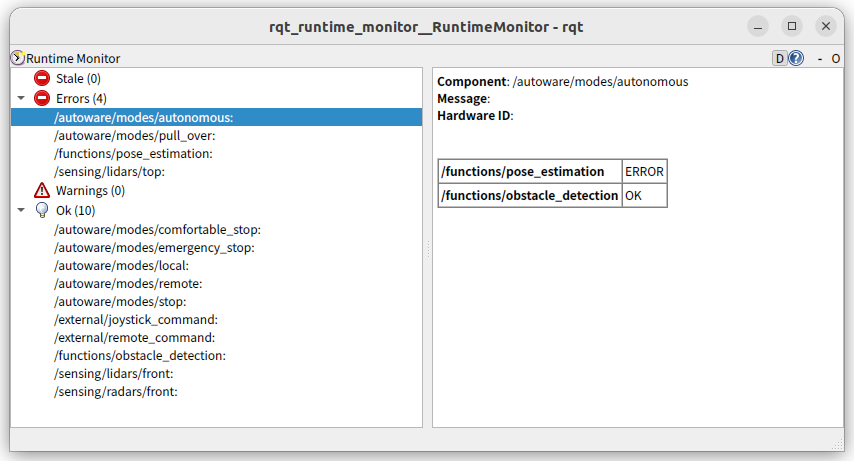 rqt_runtime_monitor__RuntimeMonitor - rqt
Runtime Monitor
D ? - O
Stale (0)
Errors (4)
/autoware/modes/autonomous:
/autoware/modes/pull_over:
/functions/pose_estimation:
/sensing/lidars/top:
Warnings (0)
Ok (10)
/autoware/modes/comfortable_stop:
/autoware/modes/emergency_stop:
/autoware/modes/local:
/autoware/modes/remote:
/autoware/modes/stop:
/external/joystick_command:
/external/remote_command:
/functions/obstacle_detection:
/sensing/lidars/front:
/sensing/radars/front:
Component: /autoware/modes/autonomous
Message:
Hardware ID:
/functions/pose_estimation ERROR
/functions/obstacle_detection OK